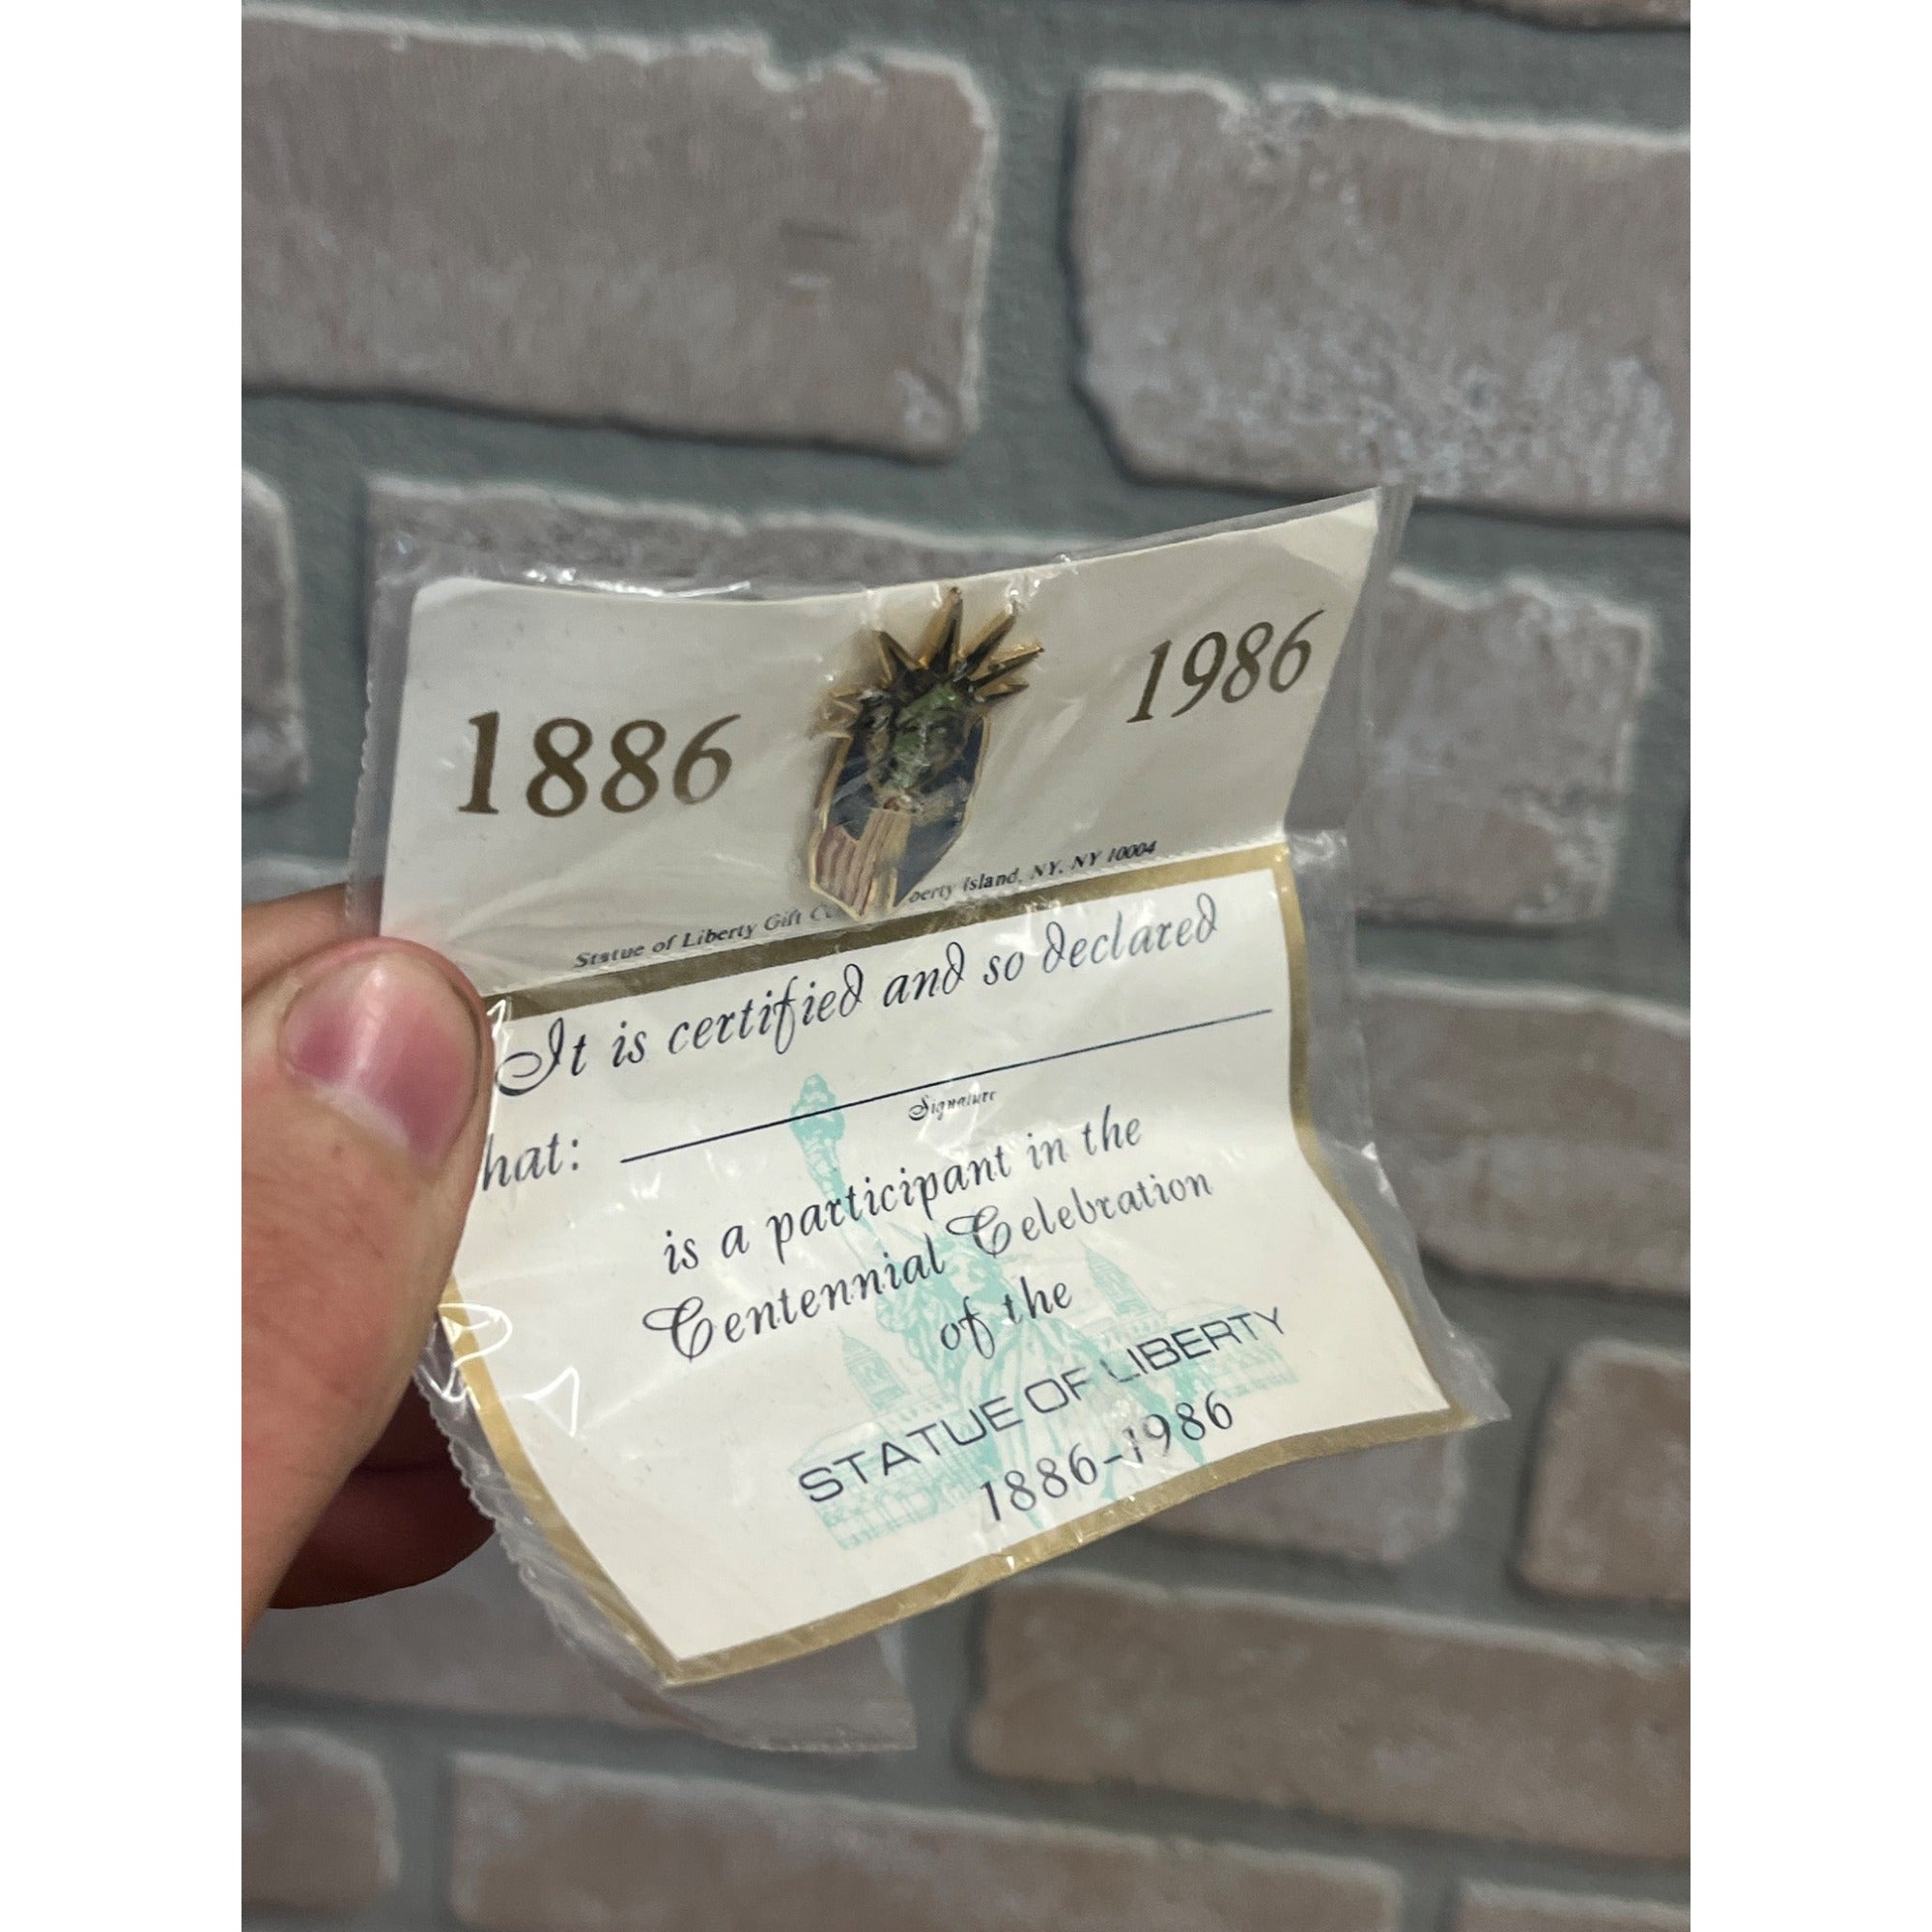 1886
1986
Statue of Liberty Gift Island, NY, NY 10004
It is certified and so declared
hat:
Signature
is a participant in the
Centennial Celebration
of the
STATUE OF LIBERTY
1886-1986